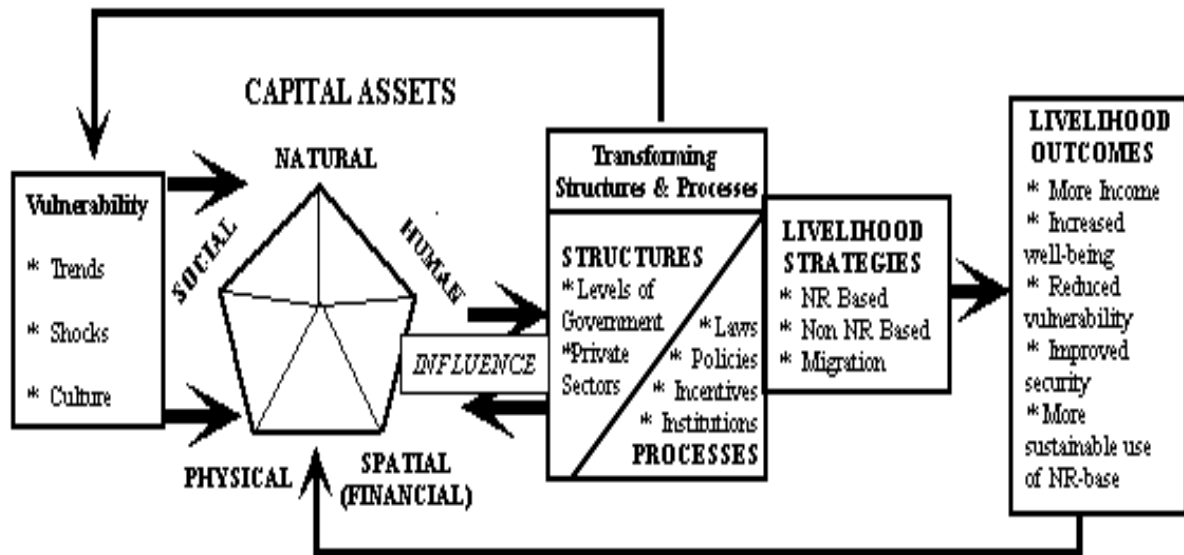 CAPITAL ASSETS
NATURAL
SOCIAL
HUMAN
PHYSICAL
SPATIAL
(FINANCIAL)
Vulnerability
* Trends
* Shocks
* Culture
INFLUENCE
Transforming
Structures & Processes
STRUCTURES
*Levels of
Government
*Private
Sectors
* Laws
* Policies
* Incentives
* Institutions
PROCESSES
LIVELIHOOD
STRATEGIES
* NR Based
* Non NR Based
* Migration
LIVELIHOOD
OUTCOMES
* More Income
* Increased
well-being
* Reduced
vulnerability
* Improved
security
*More
sustainable use
of NR-base